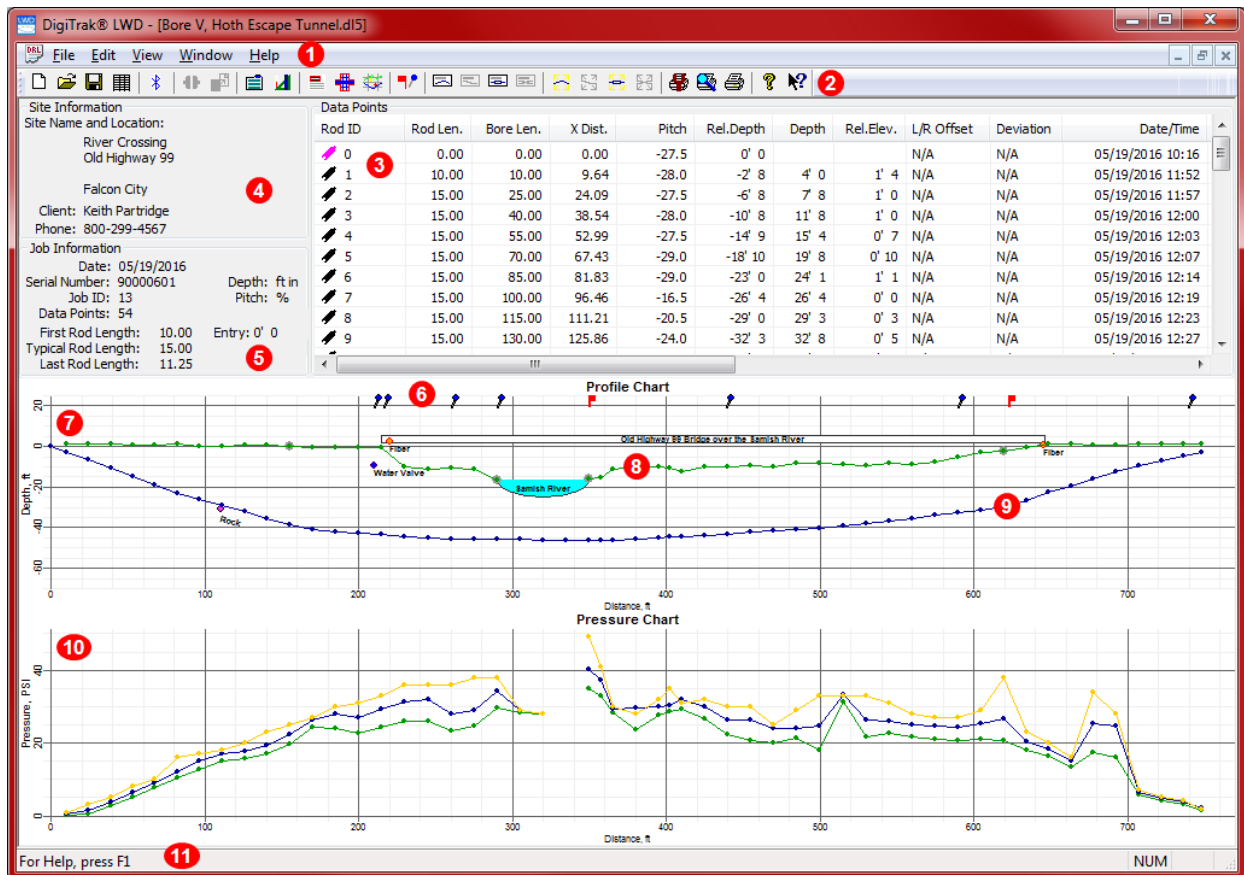 LWD
DigiTrak® LWD - [Bore V, Hoth Escape Tunnel.dl5]
DRL File Edit View Window Help 1
2
Site Information
Site Name and Location:
River Crossing
Old Highway 99
Falcon City
4
Client: Keith Partridge
Phone: 800-299-4567
Job Information
Date: 05/19/2016
Serial Number: 90000601 Depth: ft in
Job ID: 13 Pitch: %
Data Points: 54
First Rod Length: 10.00 Entry: 0' 0
Typical Rod Length: 15.00
Last Rod Length: 11.25
5
Data Points
Rod ID Rod Len. Bore Len. X Dist. Pitch Rel.Depth Depth Rel.Elev. L/R Offset Deviation Date/Time
0 0.00 0.00 0.00 -27.5 0' 0 N/A N/A 05/19/2016 10:16
3
1 10.00 10.00 9.64 -28.0 -2' 8 4' 0 1' 4 N/A N/A 05/19/2016 11:52
2 15.00 25.00 24.09 -27.5 -6' 8 7' 8 1' 0 N/A N/A 05/19/2016 11:57
3 15.00 40.00 38.54 -28.0 -10' 8 11' 8 1' 0 N/A N/A 05/19/2016 12:00
4 15.00 55.00 52.99 -27.5 -14' 9 15' 4 0' 7 N/A N/A 05/19/2016 12:03
5 15.00 70.00 67.43 -29.0 -18' 10 19' 8 0' 10 N/A N/A 05/19/2016 12:07
6 15.00 85.00 81.83 -29.0 -23' 0 24' 1 1' 1 N/A N/A 05/19/2016 12:14
7 15.00 100.00 96.46 -16.5 -26' 4 26' 4 0' 0 N/A N/A 05/19/2016 12:19
8 15.00 115.00 111.21 -20.5 -29' 0 29' 3 0' 3 N/A N/A 05/19/2016 12:23
9 15.00 130.00 125.86 -24.0 -32' 3 32' 8 0' 5 N/A N/A 05/19/2016 12:27
Profile Chart
6
20
7
0
-20
-40
-60
Depth, ft
Old Highway 99 Bridge over the Samish River
Fiber
Fiber
8
Water Valve
Samish River
Rock
9
0 100 200 300 400 500 600 700
Distance, ft
Pressure Chart
10
40
20
0
Pressure, PSI
0 100 200 300 400 500 600 700
Distance, ft
For Help, press F1 11 NUM